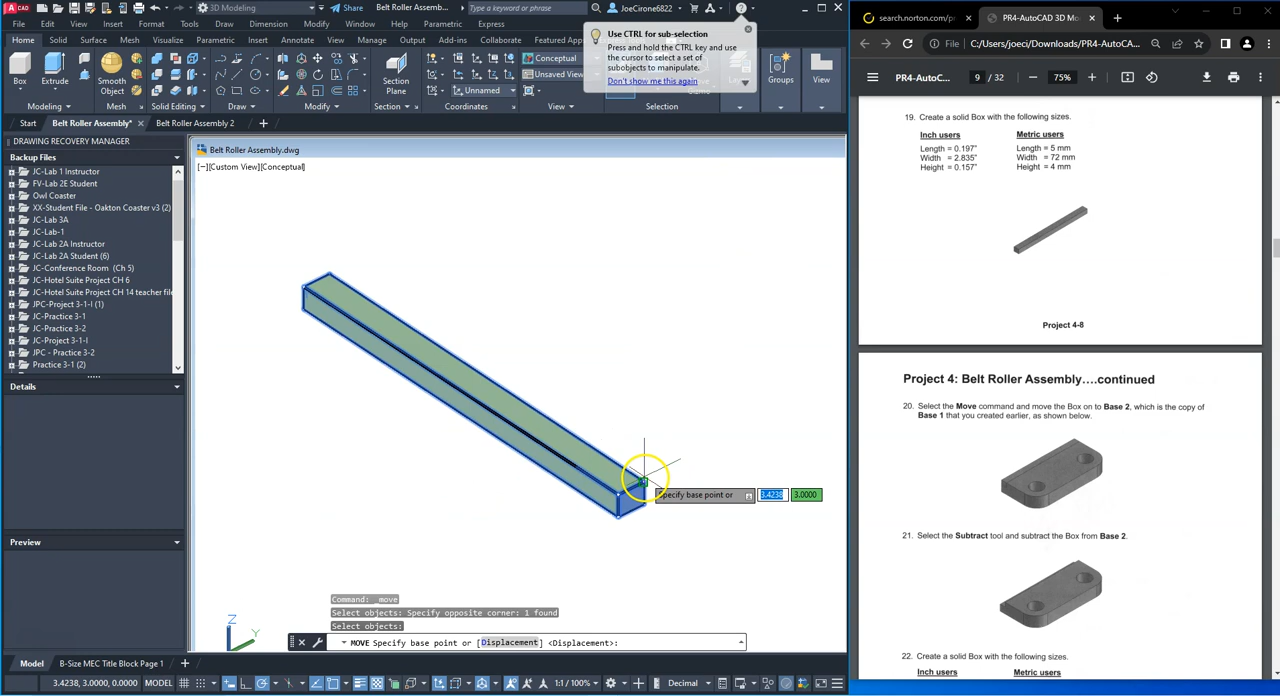 3D Modeling
Share
Belt Roller Assemb...
Type a keyword or phrase
JoeCirone6822
File Edit View Insert Format Tools Draw Dimension Modify Window Help Parametric Express
Home Solid Surface Mesh Visualize Parametric Insert Annotate View Manage Output Add-ins Collaborate Express Tools Featured Apps
Use CTRL for sub-selection
Press and hold the CTRL key and use
the cursor to select a set of
subobjects to manipulate.
Don't show me this again
Box Extrude
Smooth
Object
Section
Plane
Conceptual
Unsaved View
Unnamed
Groups
View
Modeling Mesh Solid Editing Draw Modify Section Coordinates View Selection
Start Belt Roller Assembly* Belt Roller Assembly 2
DRAWING RECOVERY MANAGER
Backup Files
JC-Lab 1 Instructor
FV-Lab 2E Student
Owl Coaster
XX-Student File - Oakton Coaster v3 (2)
JC-Lab 3A
JC-Lab-1
JC-Lab 2A Instructor
JC-Lab 2A Student (6)
JC-Conference Room (Ch 5)
JC-Hotel Suite Project CH 6
JC-Hotel Suite Project CH 14 teacher file
JPC-Project 3-1-I (1)
JC-Practice 3-1
JC-Practice 3-2
JC-Project 3-1-I
JPC - Practice 3-2
Practice 3-1 (2)
Details
Preview
Belt Roller Assembly.dwg
[−][Custom View][Conceptual]
Specify base point or 3.4238 3.0000
Z
Y
Command: _move
Select objects: Specify opposite corner: 1 found
Select objects:
MOVE Specify base point or [Displacement] <Displacement>:
Model B-Size MEC Title Block Page 1
3.4238, 3.0000, 0.0000 MODEL
1:1 / 100%
Decimal
search.norton.com/pr
PR4-AutoCAD 3D Mo
File C:/Users/joeci/Downloads/PR4-AutoCA...
PR4-AutoC... 9 / 32 75%
19. Create a solid Box with the following sizes.
Inch users Metric users
Length = 0.197" Length = 5 mm
Width = 2.835" Width = 72 mm
Height = 0.157" Height = 4 mm
Project 4-8
Project 4: Belt Roller Assembly….continued
20. Select the Move command and move the Box on to Base 2, which is the copy of
Base 1 that you created earlier, as shown below.
21. Select the Subtract tool and subtract the Box from Base 2.
22. Create a solid Box with the following sizes.
Inch users Metric users